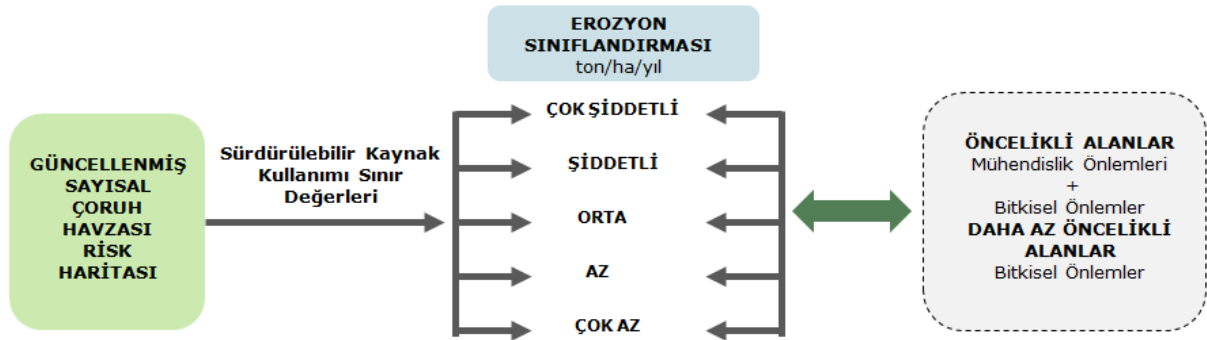 EROZYON
SINIFLANDIRMASI
ton/ha/yıl
GÜNCELLENMİŞ
SAYISAL
ÇORUH
HAVZASI
RİSK
HARİTASI
Sürdürülebilir Kaynak
Kullanımı Sınır
Değerleri
ÇOK ŞİDDETLİ
ŞİDDETLİ
ORTA
AZ
ÇOK AZ
ÖNCELİKLİ ALANLAR
Mühendislik Önlemleri
+
Bitkisel Önlemler
DAHA AZ ÖNCELİKLİ
ALANLAR
Bitkisel Önlemler